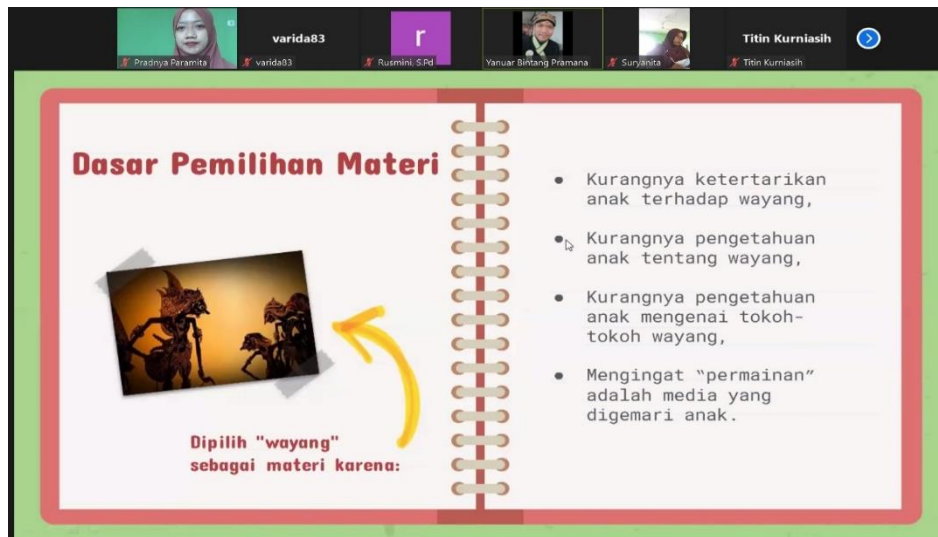 varida83
r
Titin Kurniasih
Pradnya Paramita
varida83
Rusmini, S.Pd
Yanuar Bintang Pramana
Suryanita
Titin Kurniasih
Dasar Pemilihan Materi
Dipilih "wayang"
sebagai materi karena:
• Kurangnya ketertarikan
anak terhadap wayang,
• Kurangnya pengetahuan
anak tentang wayang,
• Kurangnya pengetahuan
anak mengenai tokoh-
tokoh wayang,
• Mengingat “permainan”
adalah media yang
digemari anak.